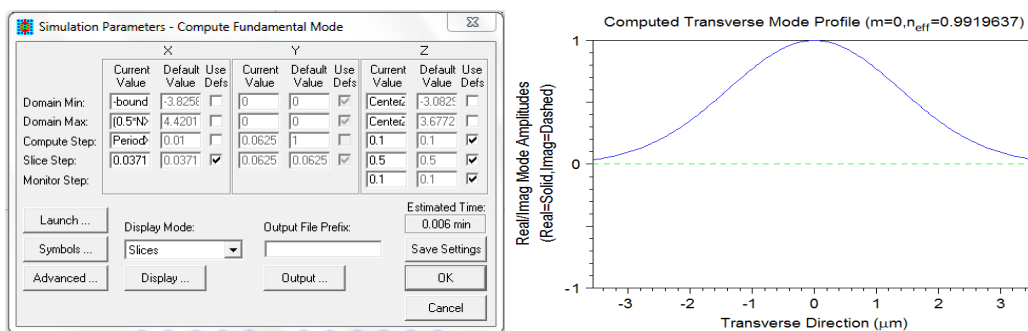 Simulation Parameters - Compute Fundamental Mode
X Y Z
Current Value Default Value Use Defs Current Value Default Value Use Defs Current Value Default Value Use Defs
Domain Min: -bound -3.8258 0 0 CenterZ -3.0829
Domain Max: (0.5*N> 4.4201 0 0 CenterZ 3.6772
Compute Step: Period> 0.01 0.0625 1 0.1 0.1
Slice Step: 0.0371 0.0371 0.0625 0.0625 0.5 0.5
Monitor Step: 0.1 0.1
Launch ... Display Mode: Output File Prefix: Estimated Time:
0.006 min
Symbols ... Slices Save Settings
Advanced ... Display ... Output ... OK
Cancel
Computed Transverse Mode Profile (m=0,neff=0.9919637)
Real/Imag Mode Amplitudes
(Real=Solid,Imag=Dashed)
1
0
-1
-3 -2 -1 0 1 2 3
Transverse Direction (μm)